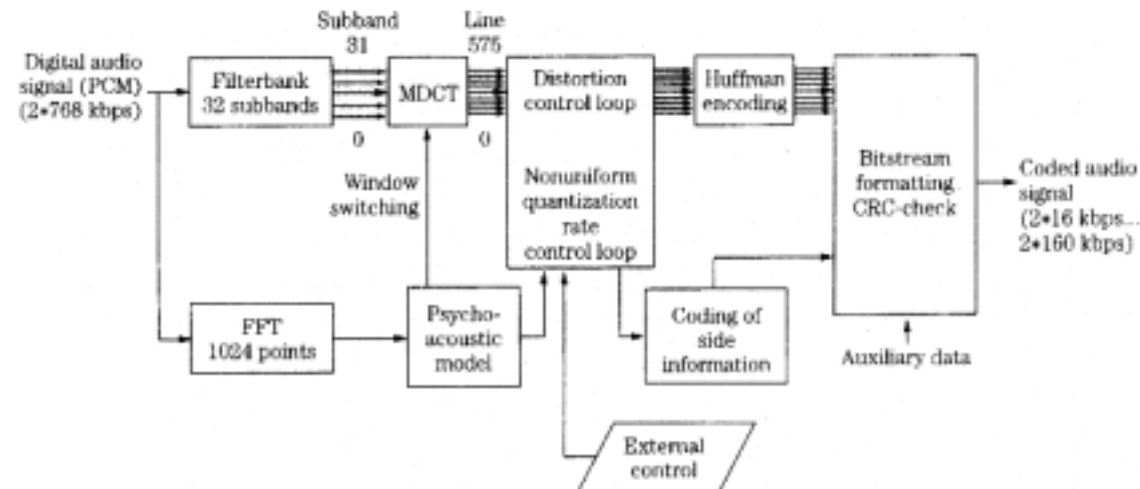 Subband
31
Line
575
Digital audio
signal (PCM)
(2*768 kbps)
Filterbank
32 subbands
MDCT
0
0
Distortion
control loop
Nonuniform
quantization
rate
control loop
Huffman
encoding
Bitstream
formatting
CRC-check
Coded audio
signal
(2*16 kbps...
2*160 kbps)
Window
switching
FFT
1024 points
Psycho-
acoustic
model
Coding of
side
information
Auxiliary data
External
control